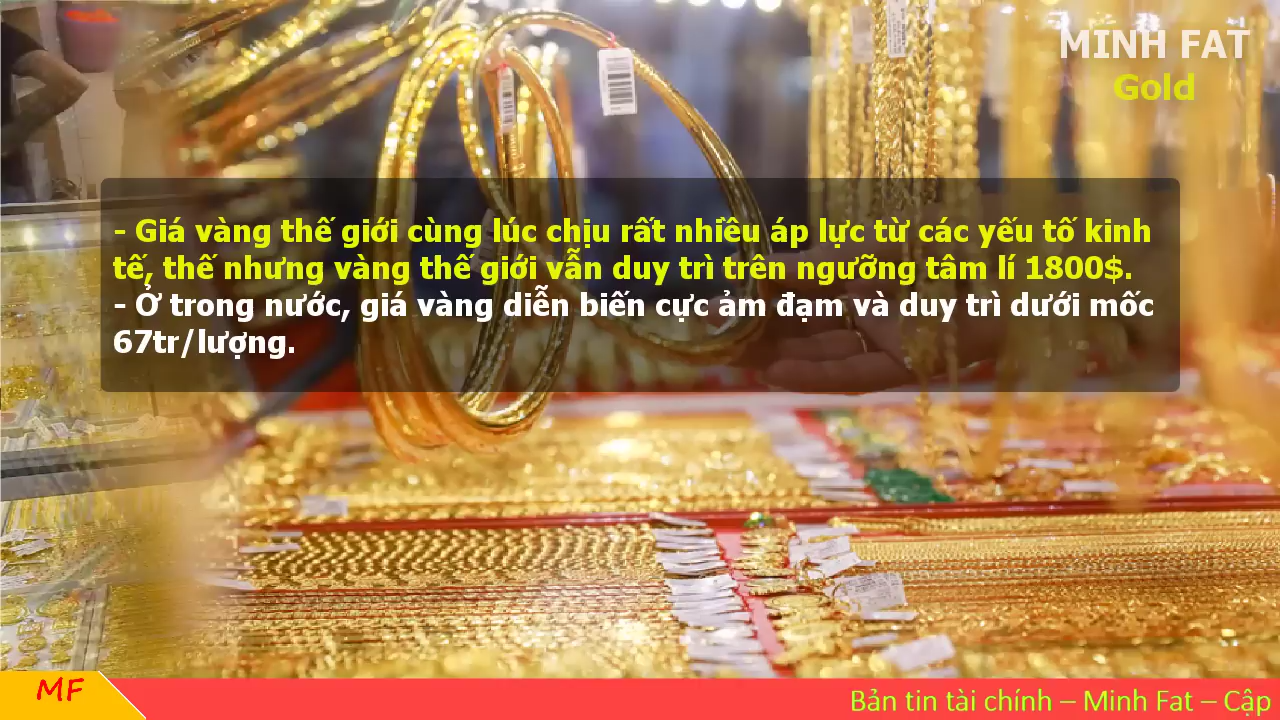 MINH FAT
Gold
- Giá vàng thế giới cùng lúc chịu rất nhiều áp lực từ các yếu tố kinh
tế, thế nhưng vàng thế giới vẫn duy trì trên ngưỡng tâm lí 1800$.
- Ở trong nước, giá vàng diễn biến cực ảm đạm và duy trì dưới mốc
67tr/lượng.
MF
Bản tin tài chính – Minh Fat – Cập